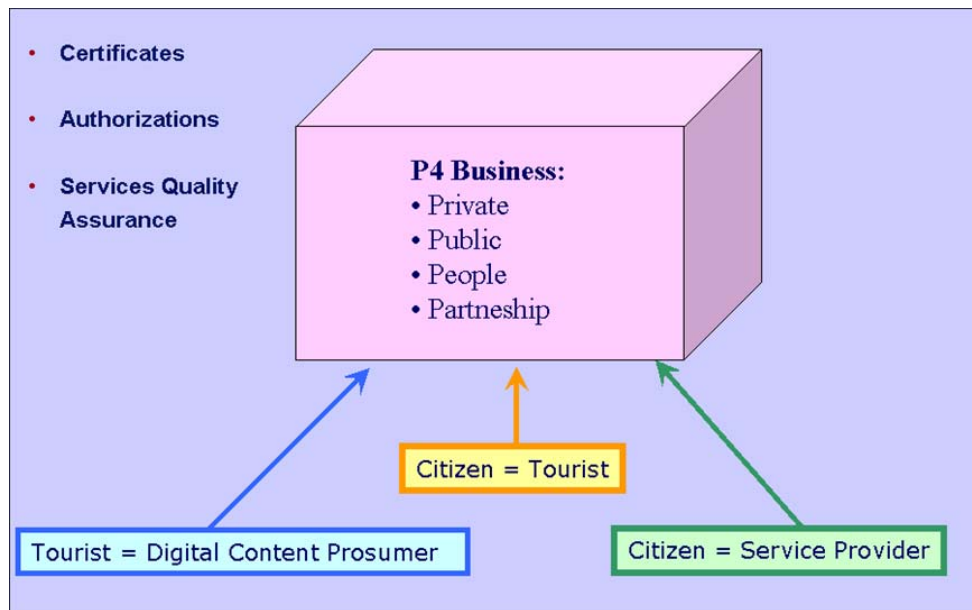 • Certificates
• Authorizations
• Services Quality
Assurance
P4 Business:
• Private
• Public
• People
• Partneship
Citizen = Tourist
Tourist = Digital Content Prosumer
Citizen = Service Provider